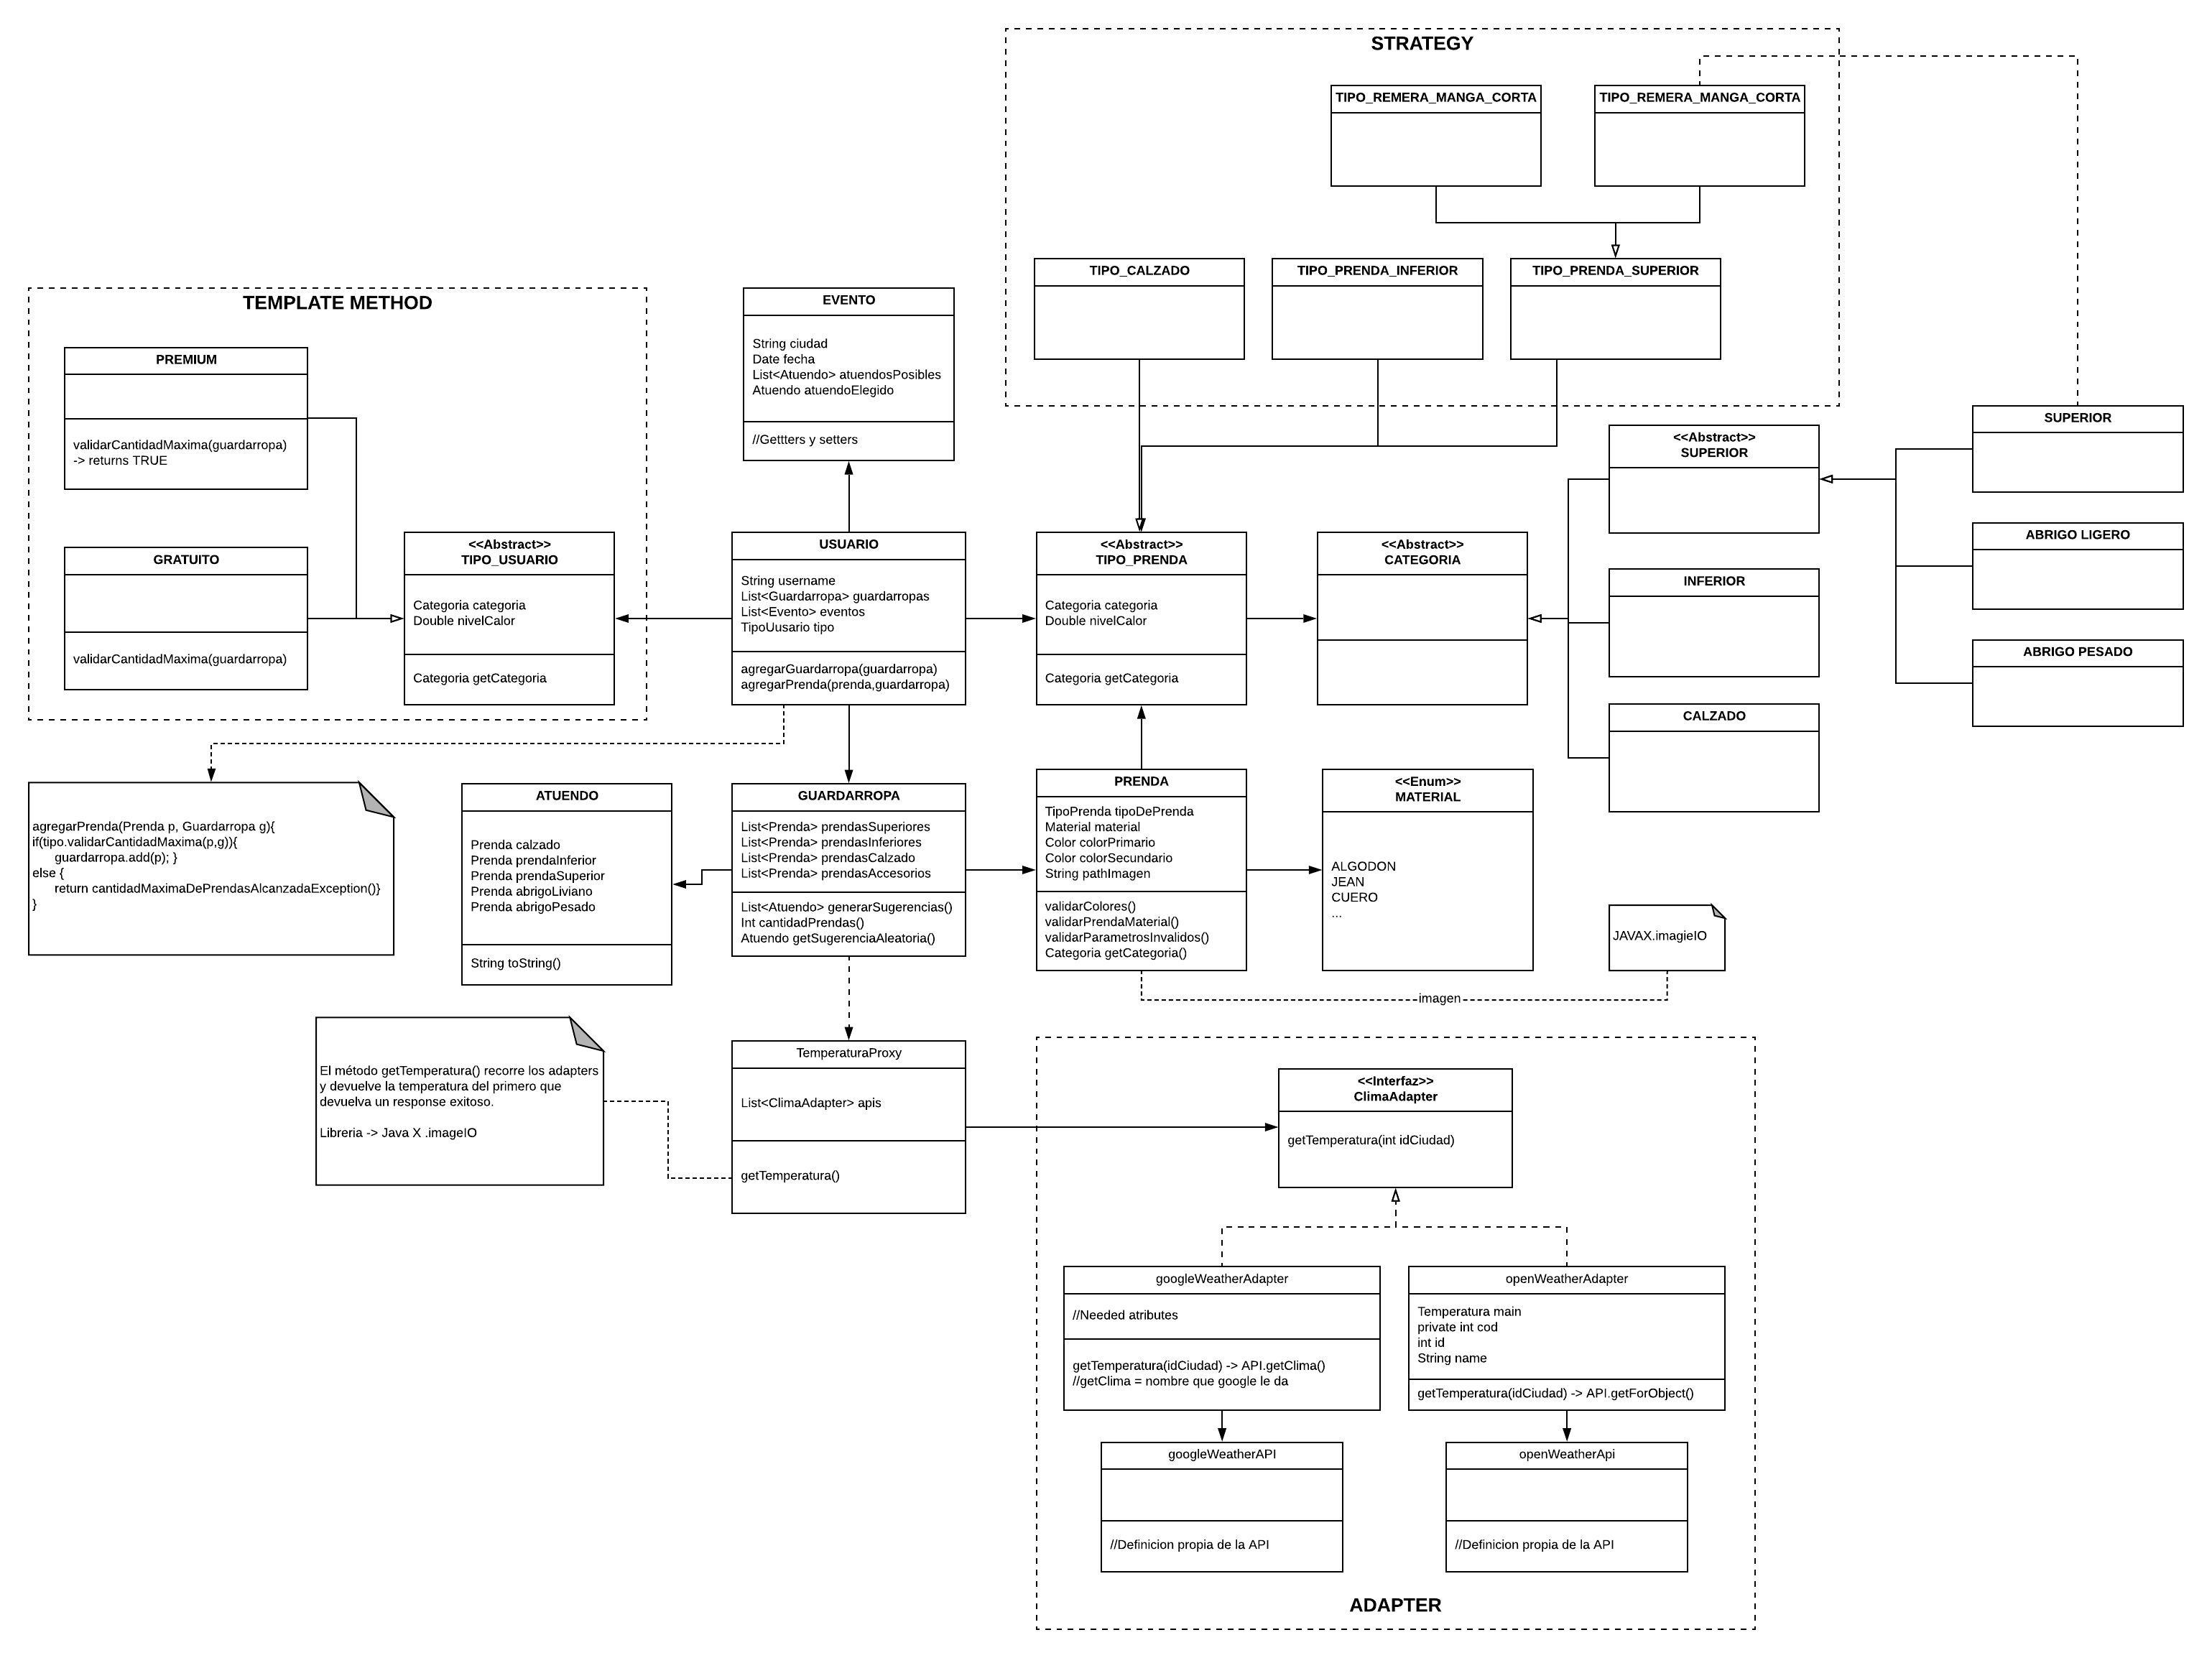 STRATEGY
TIPO_REMERA_MANGA_CORTA
TIPO_REMERA_MANGA_CORTA
TIPO_CALZADO
TIPO_PRENDA_INFERIOR
TIPO_PRENDA_SUPERIOR
TEMPLATE METHOD
PREMIUM
validarCantidadMaxima(guardarropa)
-> returns TRUE
GRATUITO
validarCantidadMaxima(guardarropa)
<<Abstract>>
TIPO_USUARIO
Categoria categoria
Double nivelCalor
Categoria getCategoria
EVENTO
String ciudad
Date fecha
List<Atuendo> atuendosPosibles
Atuendo atuendoElegido
//Gettters y setters
USUARIO
String username
List<Guardarropa> guardarropas
List<Evento> eventos
TipoUusario tipo
agregarGuardarropa(guardarropa)
agregarPrenda(prenda,guardarropa)
<<Abstract>>
TIPO_PRENDA
Categoria categoria
Double nivelCalor
Categoria getCategoria
<<Abstract>>
CATEGORIA
<<Abstract>>
SUPERIOR
INFERIOR
CALZADO
SUPERIOR
ABRIGO LIGERO
ABRIGO PESADO
agregarPrenda(Prenda p, Guardarropa g){
if(tipo.validarCantidadMaxima(p,g)){
guardarropa.add(p); }
else {
return cantidadMaximaDePrendasAlcanzadaException()}
}
ATUENDO
Prenda calzado
Prenda prendaInferior
Prenda prendaSuperior
Prenda abrigoLiviano
Prenda abrigoPesado
String toString()
GUARDARROPA
List<Prenda> prendasSuperiores
List<Prenda> prendasInferiores
List<Prenda> prendasCalzado
List<Prenda> prendasAccesorios
List<Atuendo> generarSugerencias()
Int cantidadPrendas()
Atuendo getSugerenciaAleatoria()
PRENDA
TipoPrenda tipoDePrenda
Material material
Color colorPrimario
Color colorSecundario
String pathImagen
validarColores()
validarPrendaMaterial()
validarParametrosInvalidos()
Categoria getCategoria()
<<Enum>>
MATERIAL
ALGODON
JEAN
CUERO
...
JAVAX.imagieIO
imagen
El método getTemperatura() recorre los adapters
y devuelve la temperatura del primero que
devuelva un response exitoso.
Libreria -> Java X .imageIO
TemperaturaProxy
List<ClimaAdapter> apis
getTemperatura()
<<Interfaz>>
ClimaAdapter
getTemperatura(int idCiudad)
googleWeatherAdapter
//Needed atributes
getTemperatura(idCiudad) -> API.getClima()
//getClima = nombre que google le da
openWeatherAdapter
Temperatura main
private int cod
int id
String name
getTemperatura(idCiudad) -> API.getForObject()
googleWeatherAPI
//Definicion propia de la API
openWeatherApi
//Definicion propia de la API
ADAPTER